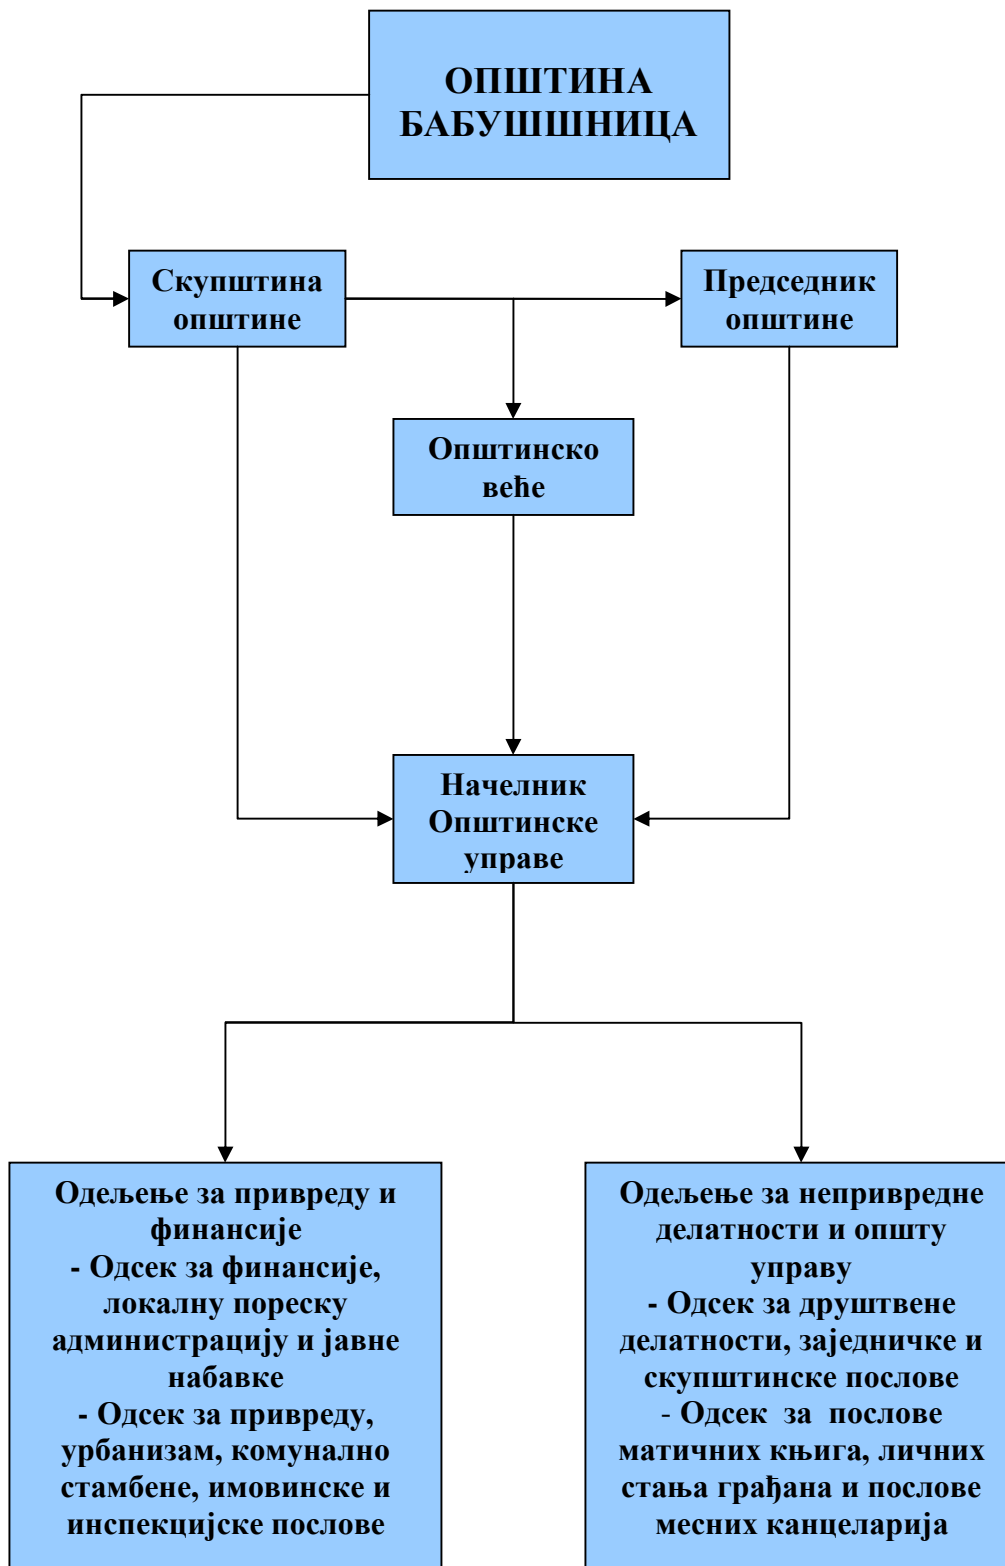 ОПШТИНА
БАБУШШНИЦА
Скупштина
општине
Председник
општине
Општинско
веће
Начелник
Општинске
управе
Одељење за привреду и
финансије
- Одсек за финансије,
локалну пореску
администрацију и јавне
набавке
- Одсек за привреду,
урбанизам, комунално
стамбене, имовинске и
инспекцијске послове
Одељење за непривредне
делатности и општу
управу
- Одсек за друштвене
делатности, заједничке и
скупштинске послове
- Одсек за послове
матичних књига, личних
стања грађана и послове
месних канцеларија